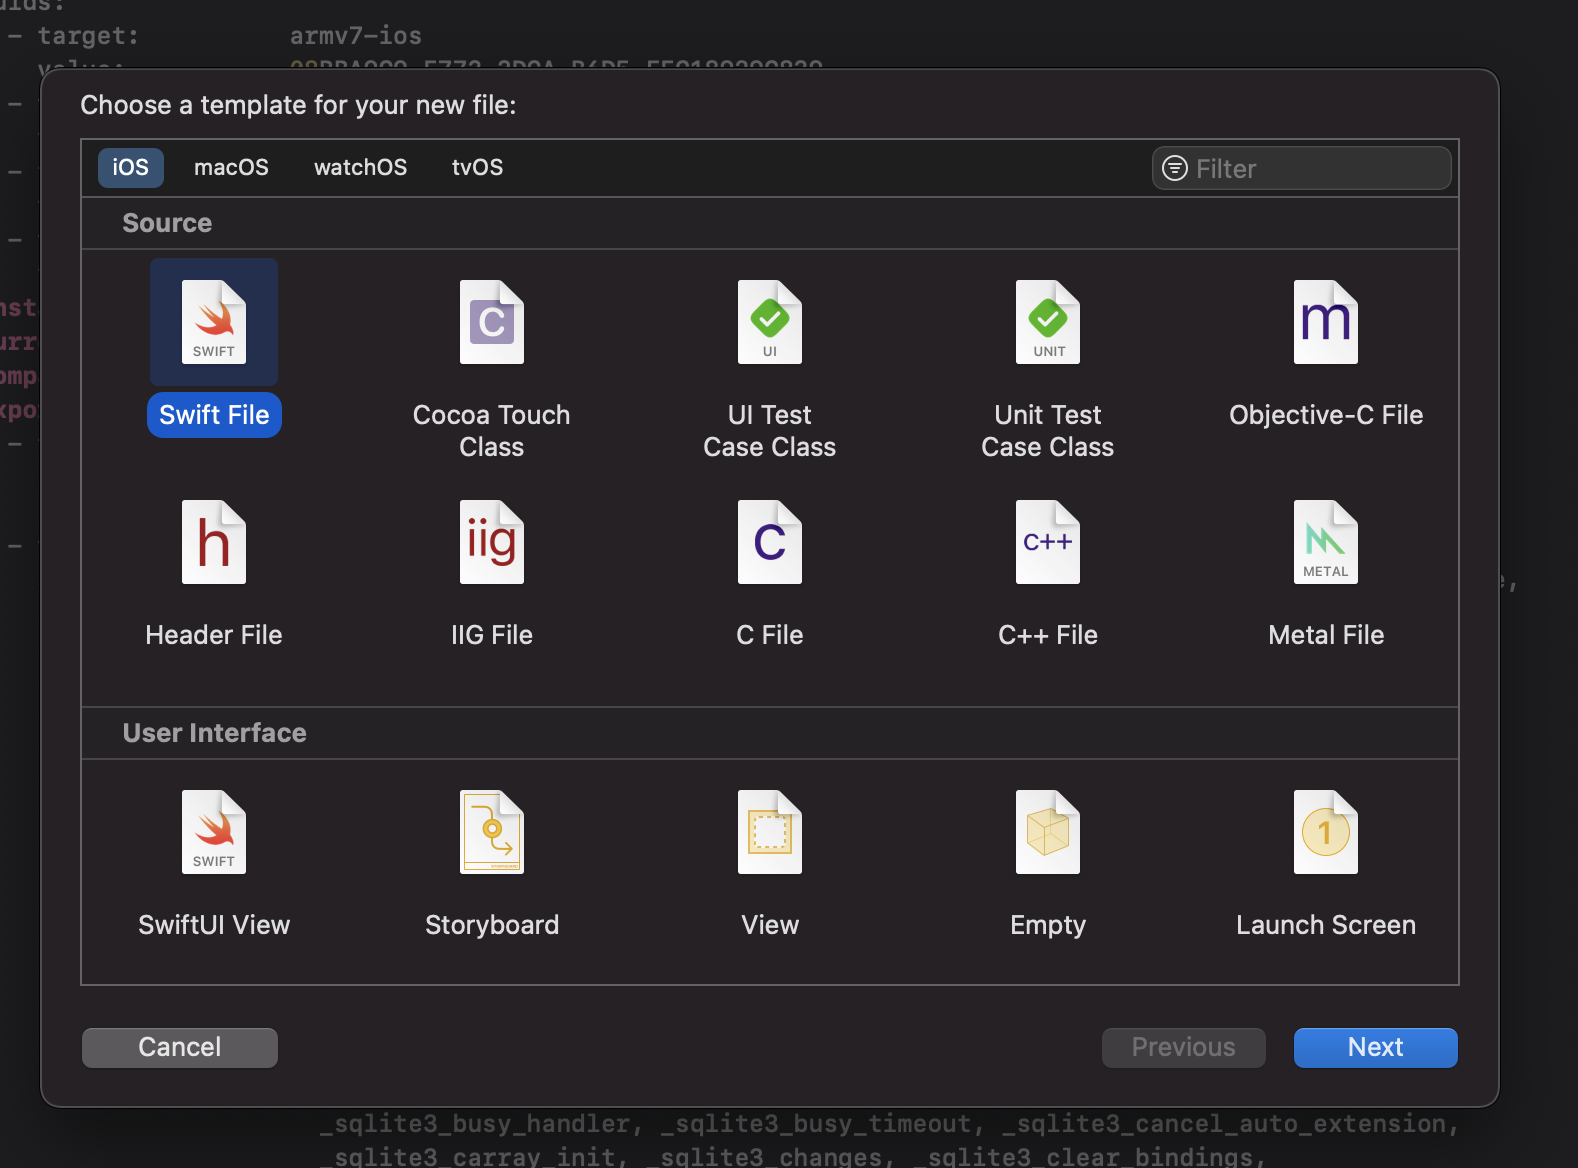 - target: armv7-ios
Choose a template for your new file:
iOS macOS watchOS tvOS Filter
Source
SWIFT C UI UNIT m SWIFT
Swift File Cocoa Touch Class UI Test Case Class Unit Test Case Class Objective-C File
h iig C C++ METAL
Header File IIG File C File C++ File Metal File
User Interface
SWIFT 1
SwiftUI View Storyboard View Empty Launch Screen
Cancel Previous Next
_sqlite3_busy_handler, _sqlite3_busy_timeout, _sqlite3_cancel_auto_extension,
_sqlite3_carray_init, _sqlite3_changes, _sqlite3_clear_bindings,